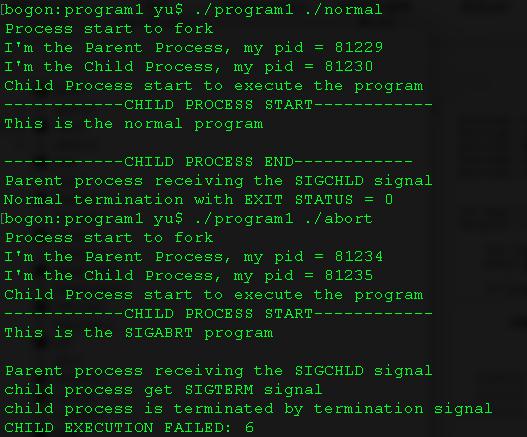 [bogon:program1 yu$ ./program1 ./normal
Process start to fork
I'm the Parent Process, my pid = 81229
I'm the Child Process, my pid = 81230
Child Process start to execute the program
------------CHILD PROCESS START------------
This is the normal program
------------CHILD PROCESS END------------
Parent process receiving the SIGCHLD signal
Normal termination with EXIT STATUS = 0
[bogon:program1 yu$ ./program1 ./abort
Process start to fork
I'm the Parent Process, my pid = 81234
I'm the Child Process, my pid = 81235
Child Process start to execute the program
------------CHILD PROCESS START------------
This is the SIGABRT program
Parent process receiving the SIGCHLD signal
child process get SIGTERM signal
child process is terminated by termination signal
CHILD EXECUTION FAILED: 6